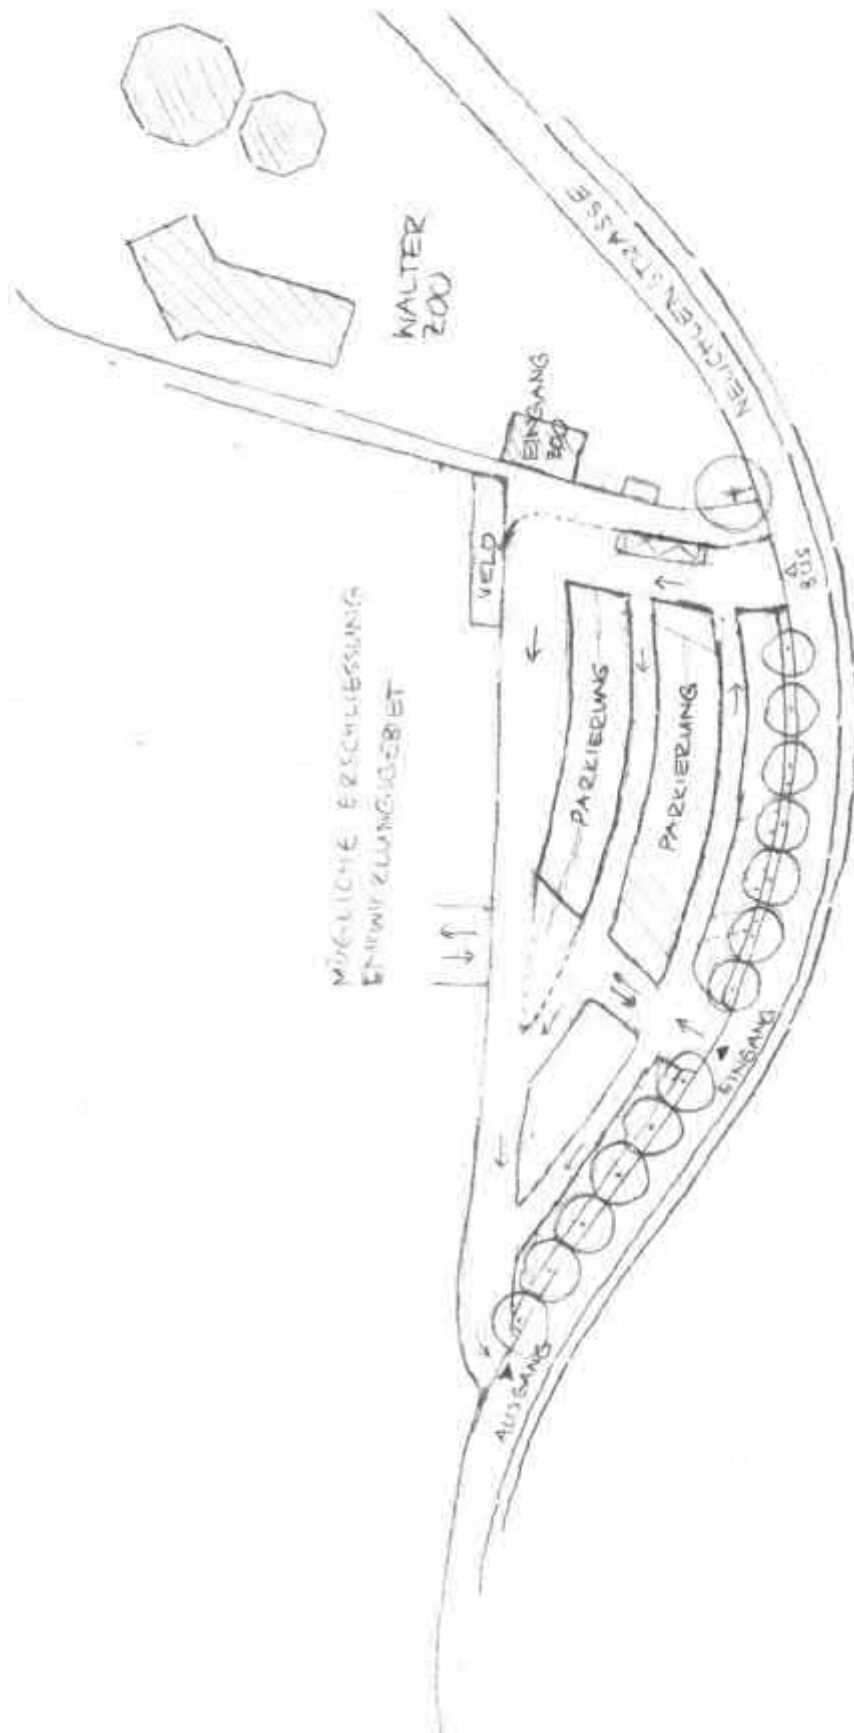 NEUCHLENSTRASSE
WALTER
ZOO
EINGANG
ZOO
VELO
BUS
MÖGLICHE ERSCHLIESSUNG
ENTWICKLUNGSGEBIET
PARKIERUNG
PARKIERUNG
EINGANG
AUSGANG